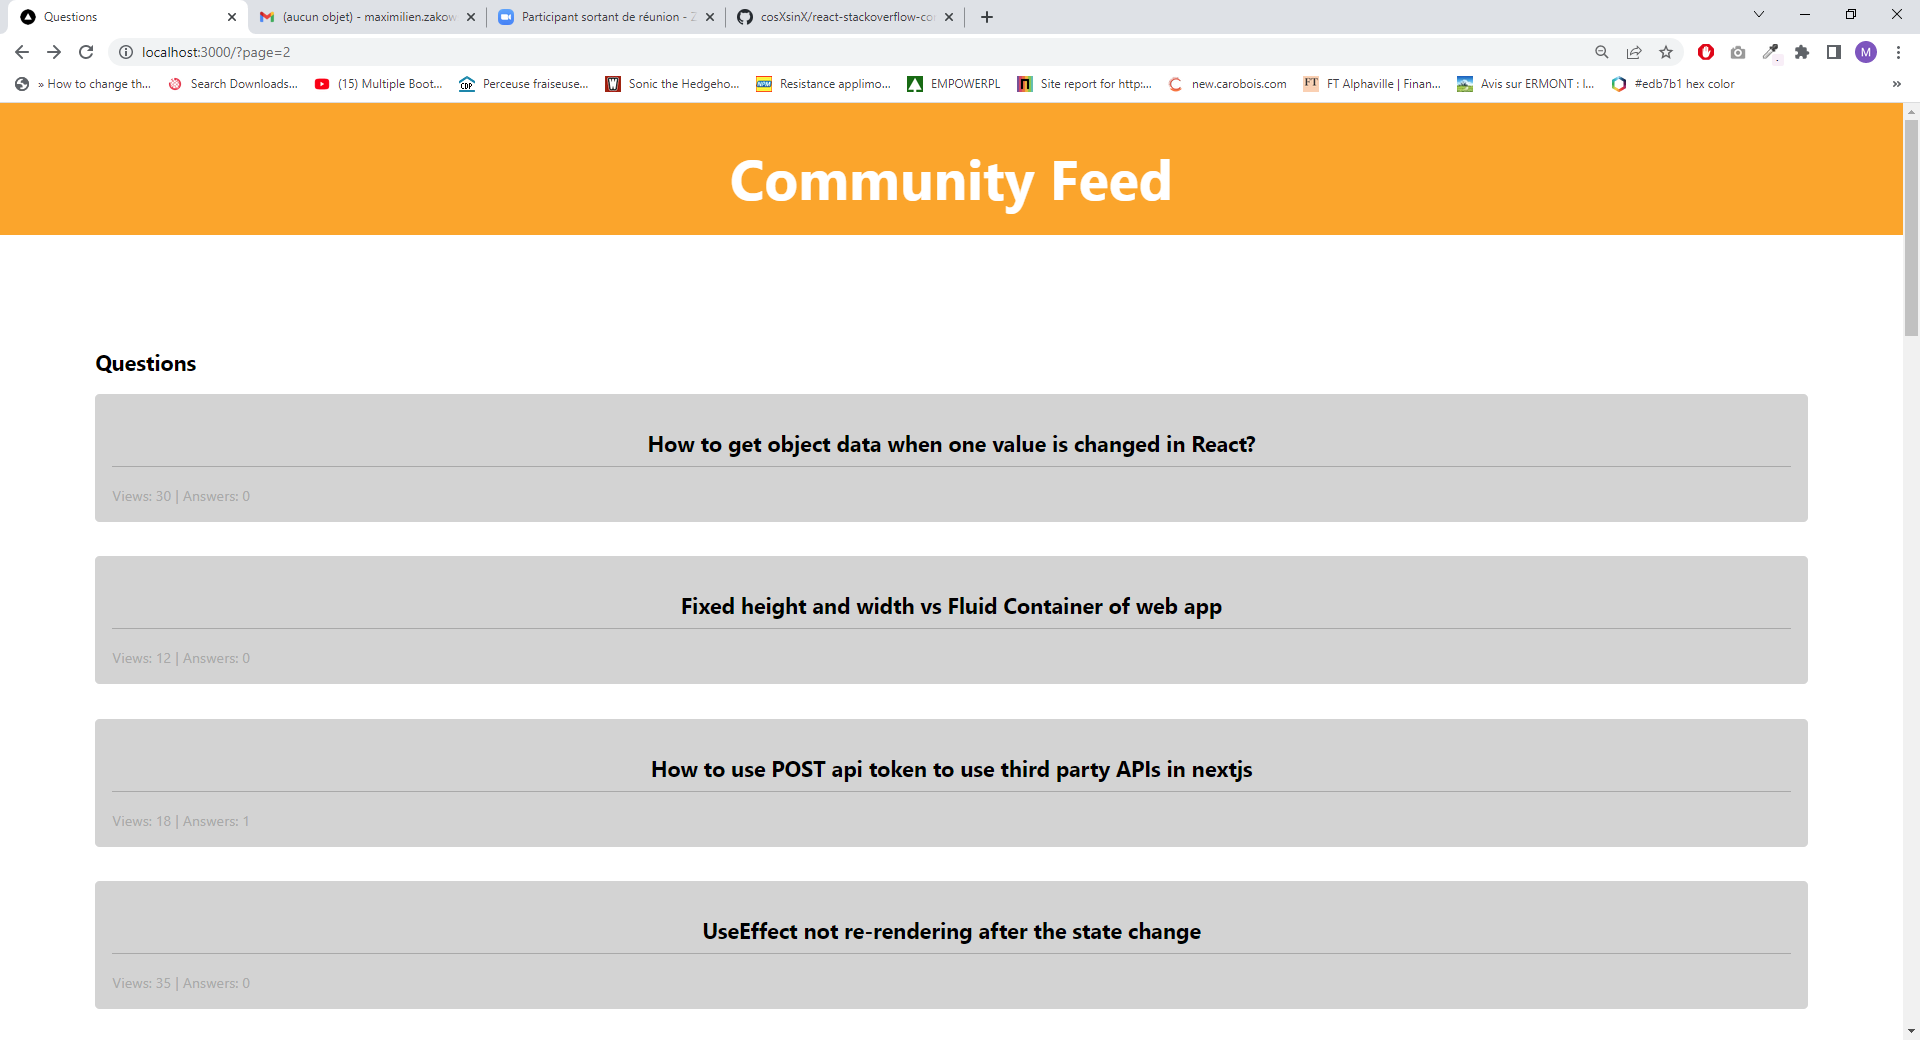 Questions
(aucun objet) - maximilien.zakow
Participant sortant de réunion - Z
cosXsinX/react-stackoverflow-co
localhost:3000/?page=2
M
» How to change th...
Search Downloads...
(15) Multiple Boot...
CDP
Perceuse fraiseuse...
W
Sonic the Hedgeho...
Resistance applimo...
EMPOWERPL
n
Site report for http:...
C
new.carobois.com
FT
FT Alphaville | Finan...
Avis sur ERMONT : l...
#edb7b1 hex color
»
Community Feed
Questions
How to get object data when one value is changed in React?
Views: 30 | Answers: 0
Fixed height and width vs Fluid Container of web app
Views: 12 | Answers: 0
How to use POST api token to use third party APIs in nextjs
Views: 18 | Answers: 1
UseEffect not re-rendering after the state change
Views: 35 | Answers: 0